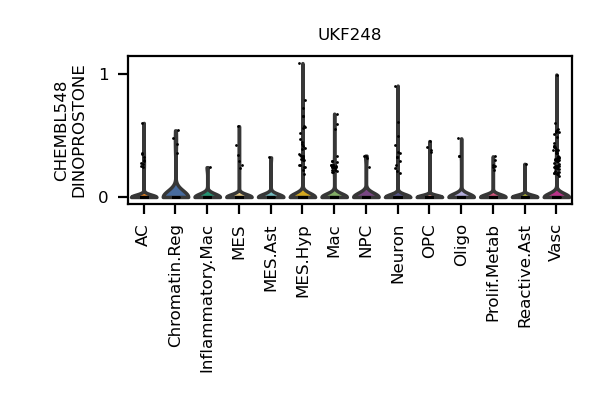 UKF248
CHEMBL548
DINOPROSTONE
1
0
AC
Chromatin.Reg
Inflammatory.Mac
MES
MES.Ast
MES.Hyp
Mac
NPC
Neuron
OPC
Oligo
Prolif.Metab
Reactive.Ast
Vasc